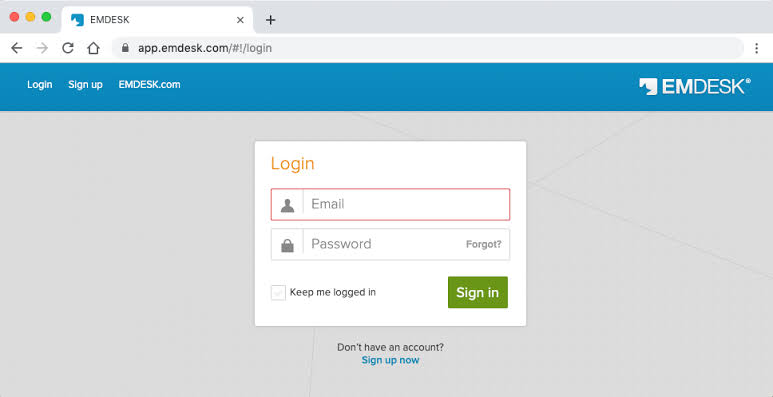 EMDESK
app.emdesk.com/#!/login
Login Sign up EMDESK.com
EMDESK®
Login
Email
Password Forgot?
Keep me logged in Sign in
Don't have an account?
Sign up now